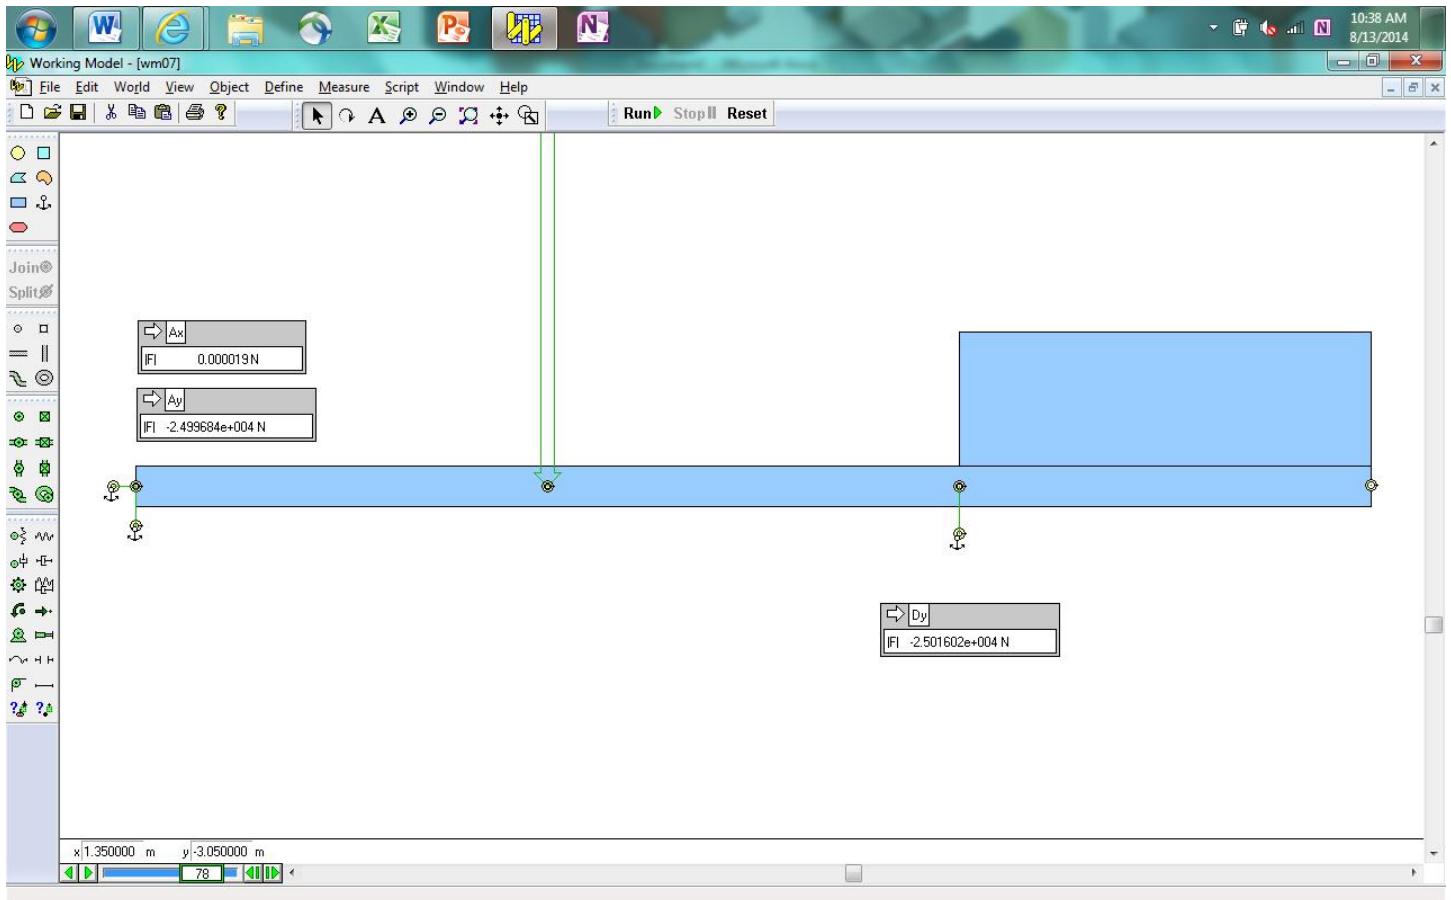 10:38 AM
8/13/2014
Working Model - [wm07]
File Edit World View Object Define Measure Script Window Help
A Run Stop Reset
Join
Split
Ax
|F| 0.000019 N
Ay
|F| -2.499684e+004 N
Dy
|F| -2.501602e+004 N
x 1.350000 m y -3.050000 m
78